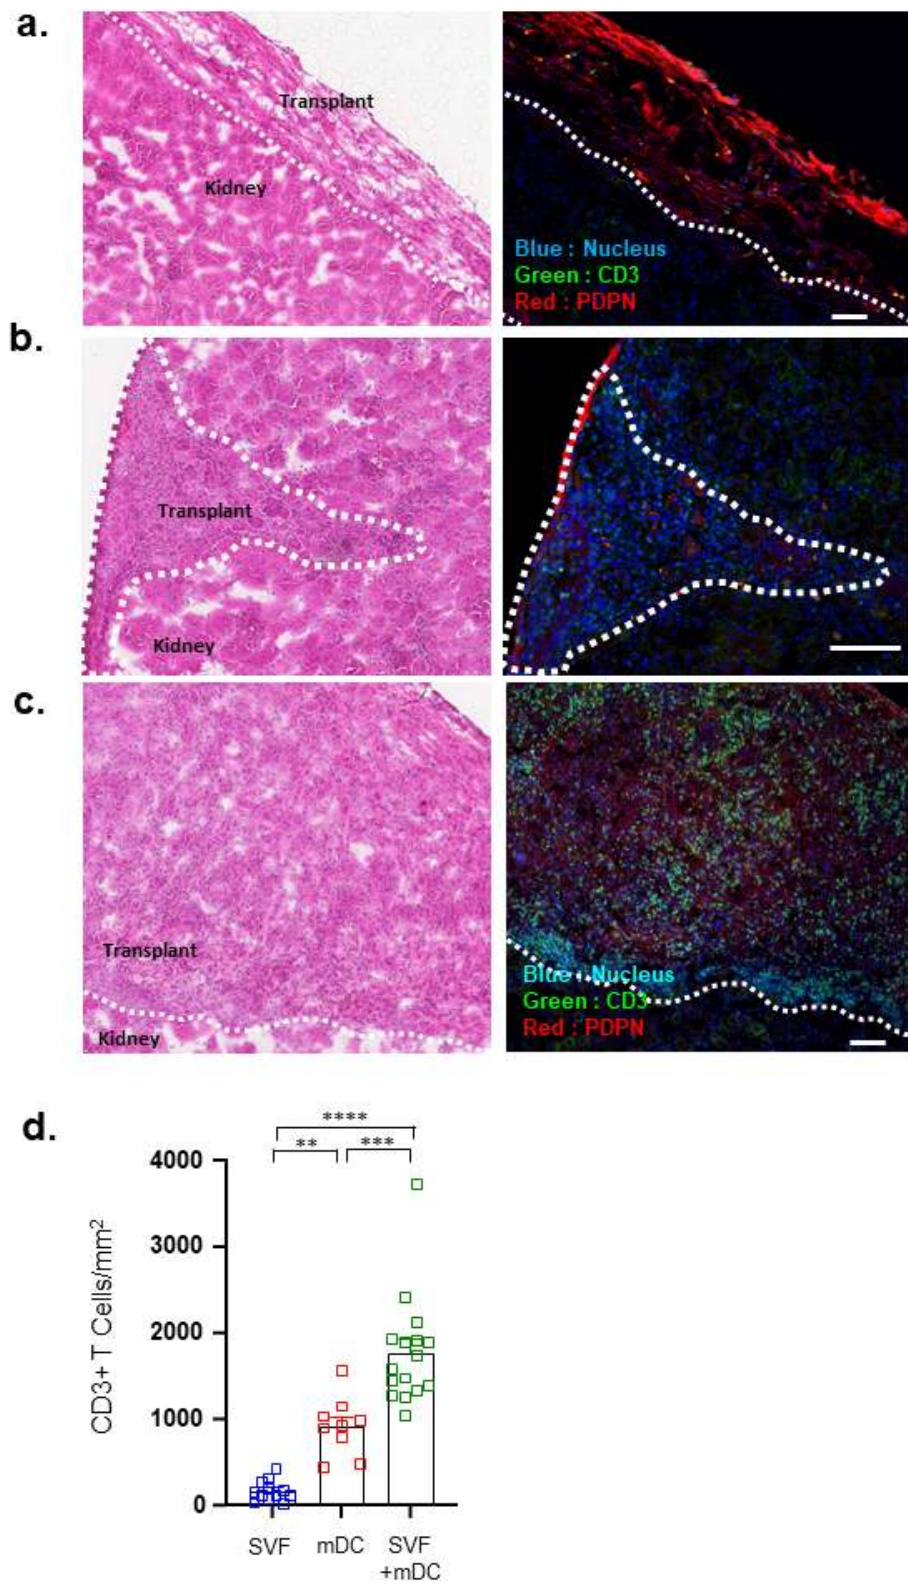 a.
Transplant
Kidney
Blue : Nucleus
Green : CD3
Red : PDPN
b.
Transplant
Kidney
c.
Transplant
Kidney
Blue : Nucleus
Green : CD3
Red : PDPN
d.
****
** ***
4000
3000
2000
1000
0
CD3+ T Cells/mm²
SVF mDC SVF
+mDC